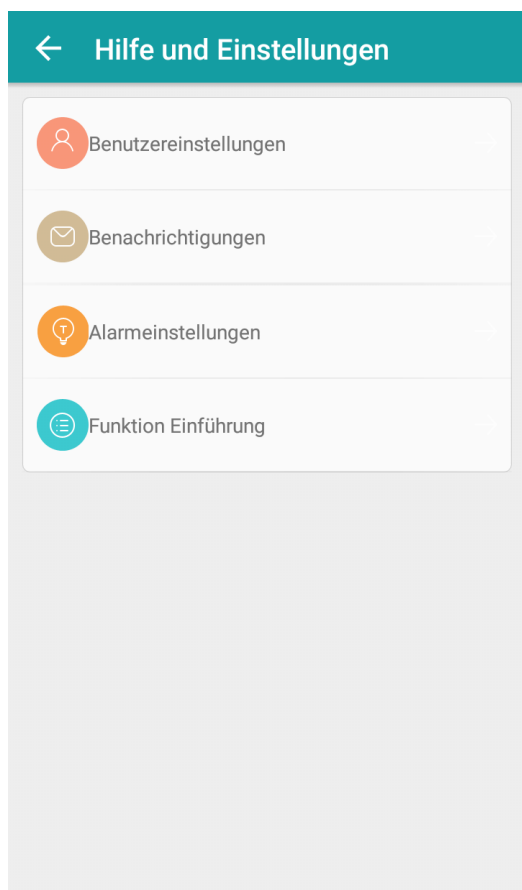 Hilfe und Einstellungen
Benutzereinstellungen
Benachrichtigungen
T
Alarmeinstellungen
Funktion Einführung